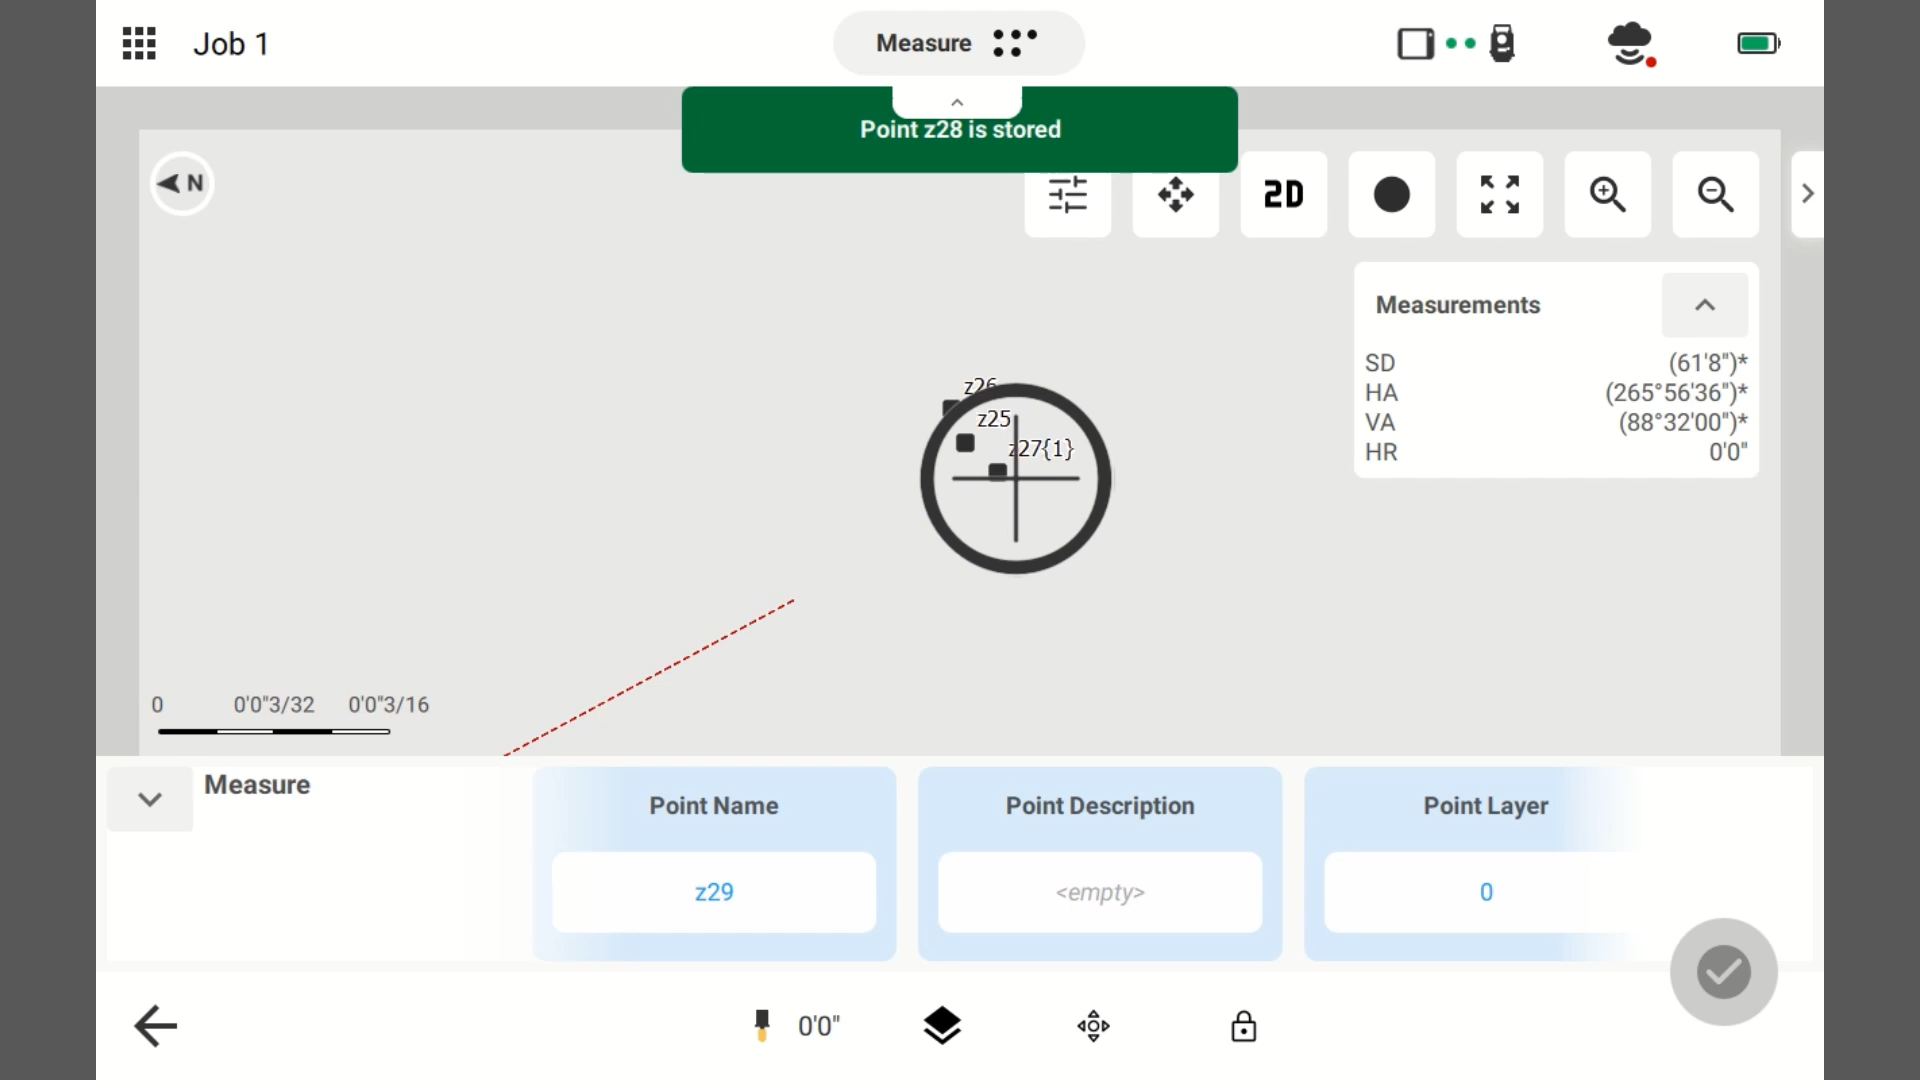 Job 1
Measure
Point z28 is stored
N
2D
Measurements
SD (61'8")*
HA (265°56'36")*
VA (88°32'00")*
HR 0'0"
z26
z25
z27{1}
0 0'0"3/32 0'0"3/16
Measure
Point Name
Point Description
Point Layer
z29
<empty>
0
0'0"